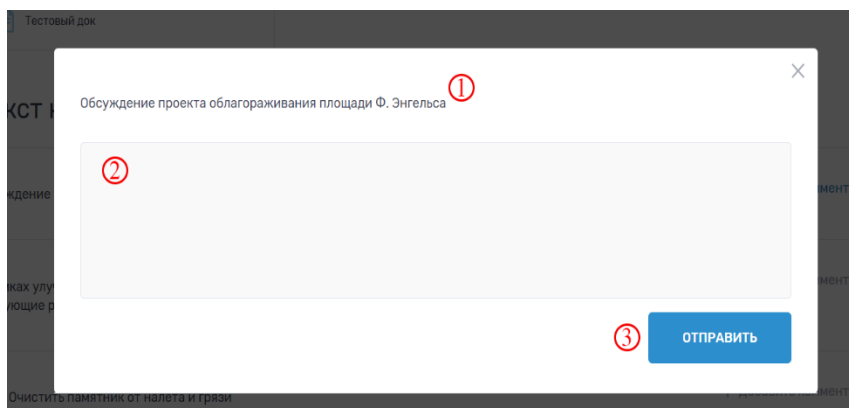 Тестовый док
Обсуждение проекта облагораживания площади Ф. Энгельса
1
2
3
ОТПРАВИТЬ
Очистить памятник от налета и грязи